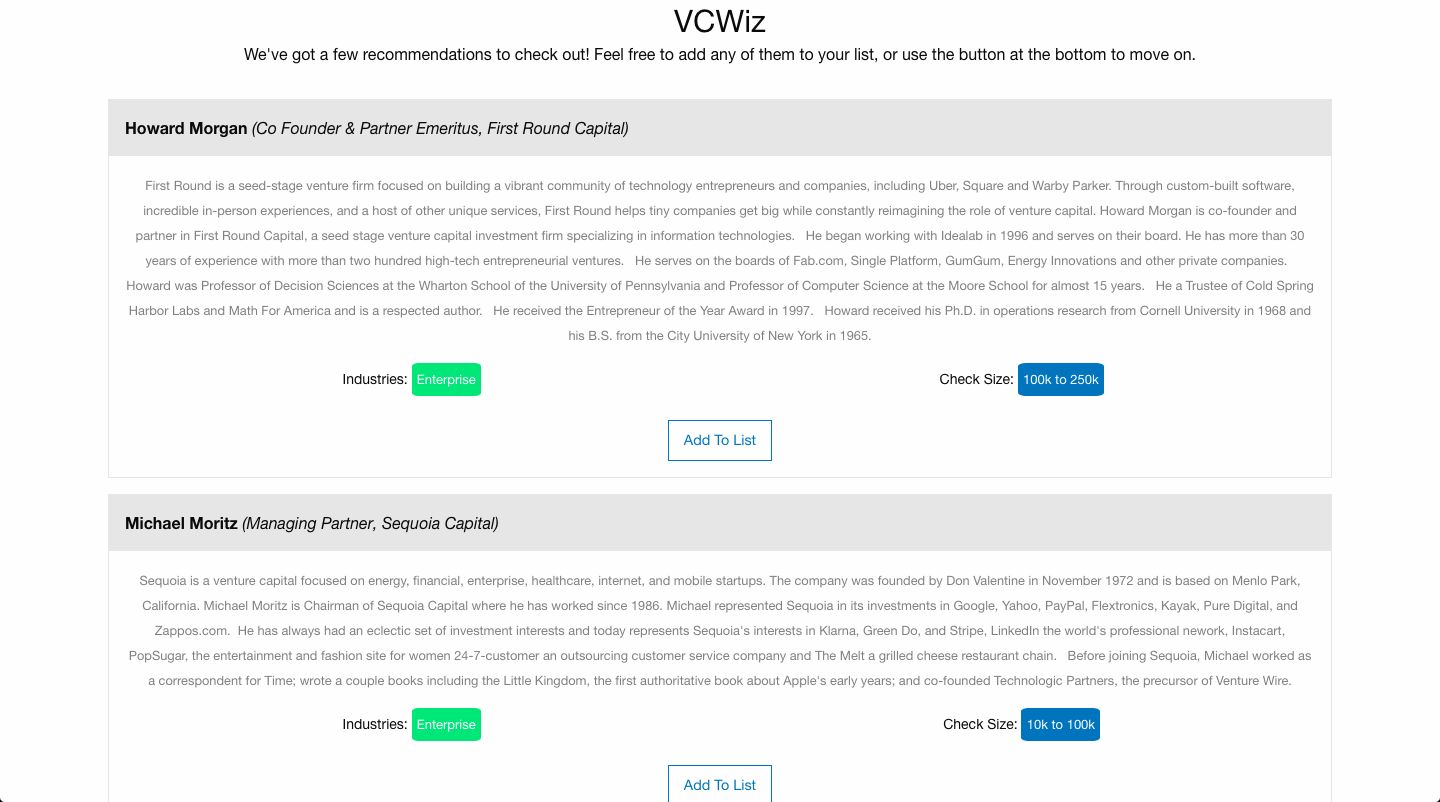 VCWiz
We've got a few recommendations to check out! Feel free to add any of them to your list, or use the button at the bottom to move on.
Howard Morgan (Co Founder & Partner Emeritus, First Round Capital)
First Round is a seed-stage venture firm focused on building a vibrant community of technology entrepreneurs and companies, including Uber, Square and Warby Parker. Through custom-built software,
incredible in-person experiences, and a host of other unique services, First Round helps tiny companies get big while constantly reimagining the role of venture capital. Howard Morgan is co-founder and
partner in First Round Capital, a seed stage venture capital investment firm specializing in information technologies.   He began working with Idealab in 1996 and serves on their board. He has more than 30
years of experience with more than two hundred high-tech entrepreneurial ventures.   He serves on the boards of Fab.com, Single Platform, GumGum, Energy Innovations and other private companies.
Howard was Professor of Decision Sciences at the Wharton School of the University of Pennsylvania and Professor of Computer Science at the Moore School for almost 15 years.   He a Trustee of Cold Spring
Harbor Labs and Math For America and is a respected author.   He received the Entrepreneur of the Year Award in 1997.   Howard received his Ph.D. in operations research from Cornell University in 1968 and
his B.S. from the City University of New York in 1965.
Industries: Enterprise Check Size: 100k to 250k
Add To List
Michael Moritz (Managing Partner, Sequoia Capital)
Sequoia is a venture capital focused on energy, financial, enterprise, healthcare, internet, and mobile startups. The company was founded by Don Valentine in November 1972 and is based on Menlo Park,
California. Michael Moritz is Chairman of Sequoia Capital where he has worked since 1986. Michael represented Sequoia in its investments in Google, Yahoo, PayPal, Flextronics, Kayak, Pure Digital, and
Zappos.com.  He has always had an eclectic set of investment interests and today represents Sequoia's interests in Klarna, Green Do, and Stripe, LinkedIn the world's professional nework, Instacart,
PopSugar, the entertainment and fashion site for women 24-7-customer an outsourcing customer service company and The Melt a grilled cheese restaurant chain.   Before joining Sequoia, Michael worked as
a correspondent for Time; wrote a couple books including the Little Kingdom, the first authoritative book about Apple's early years; and co-founded Technologic Partners, the precursor of Venture Wire.
Industries: Enterprise Check Size: 10k to 100k
Add To List